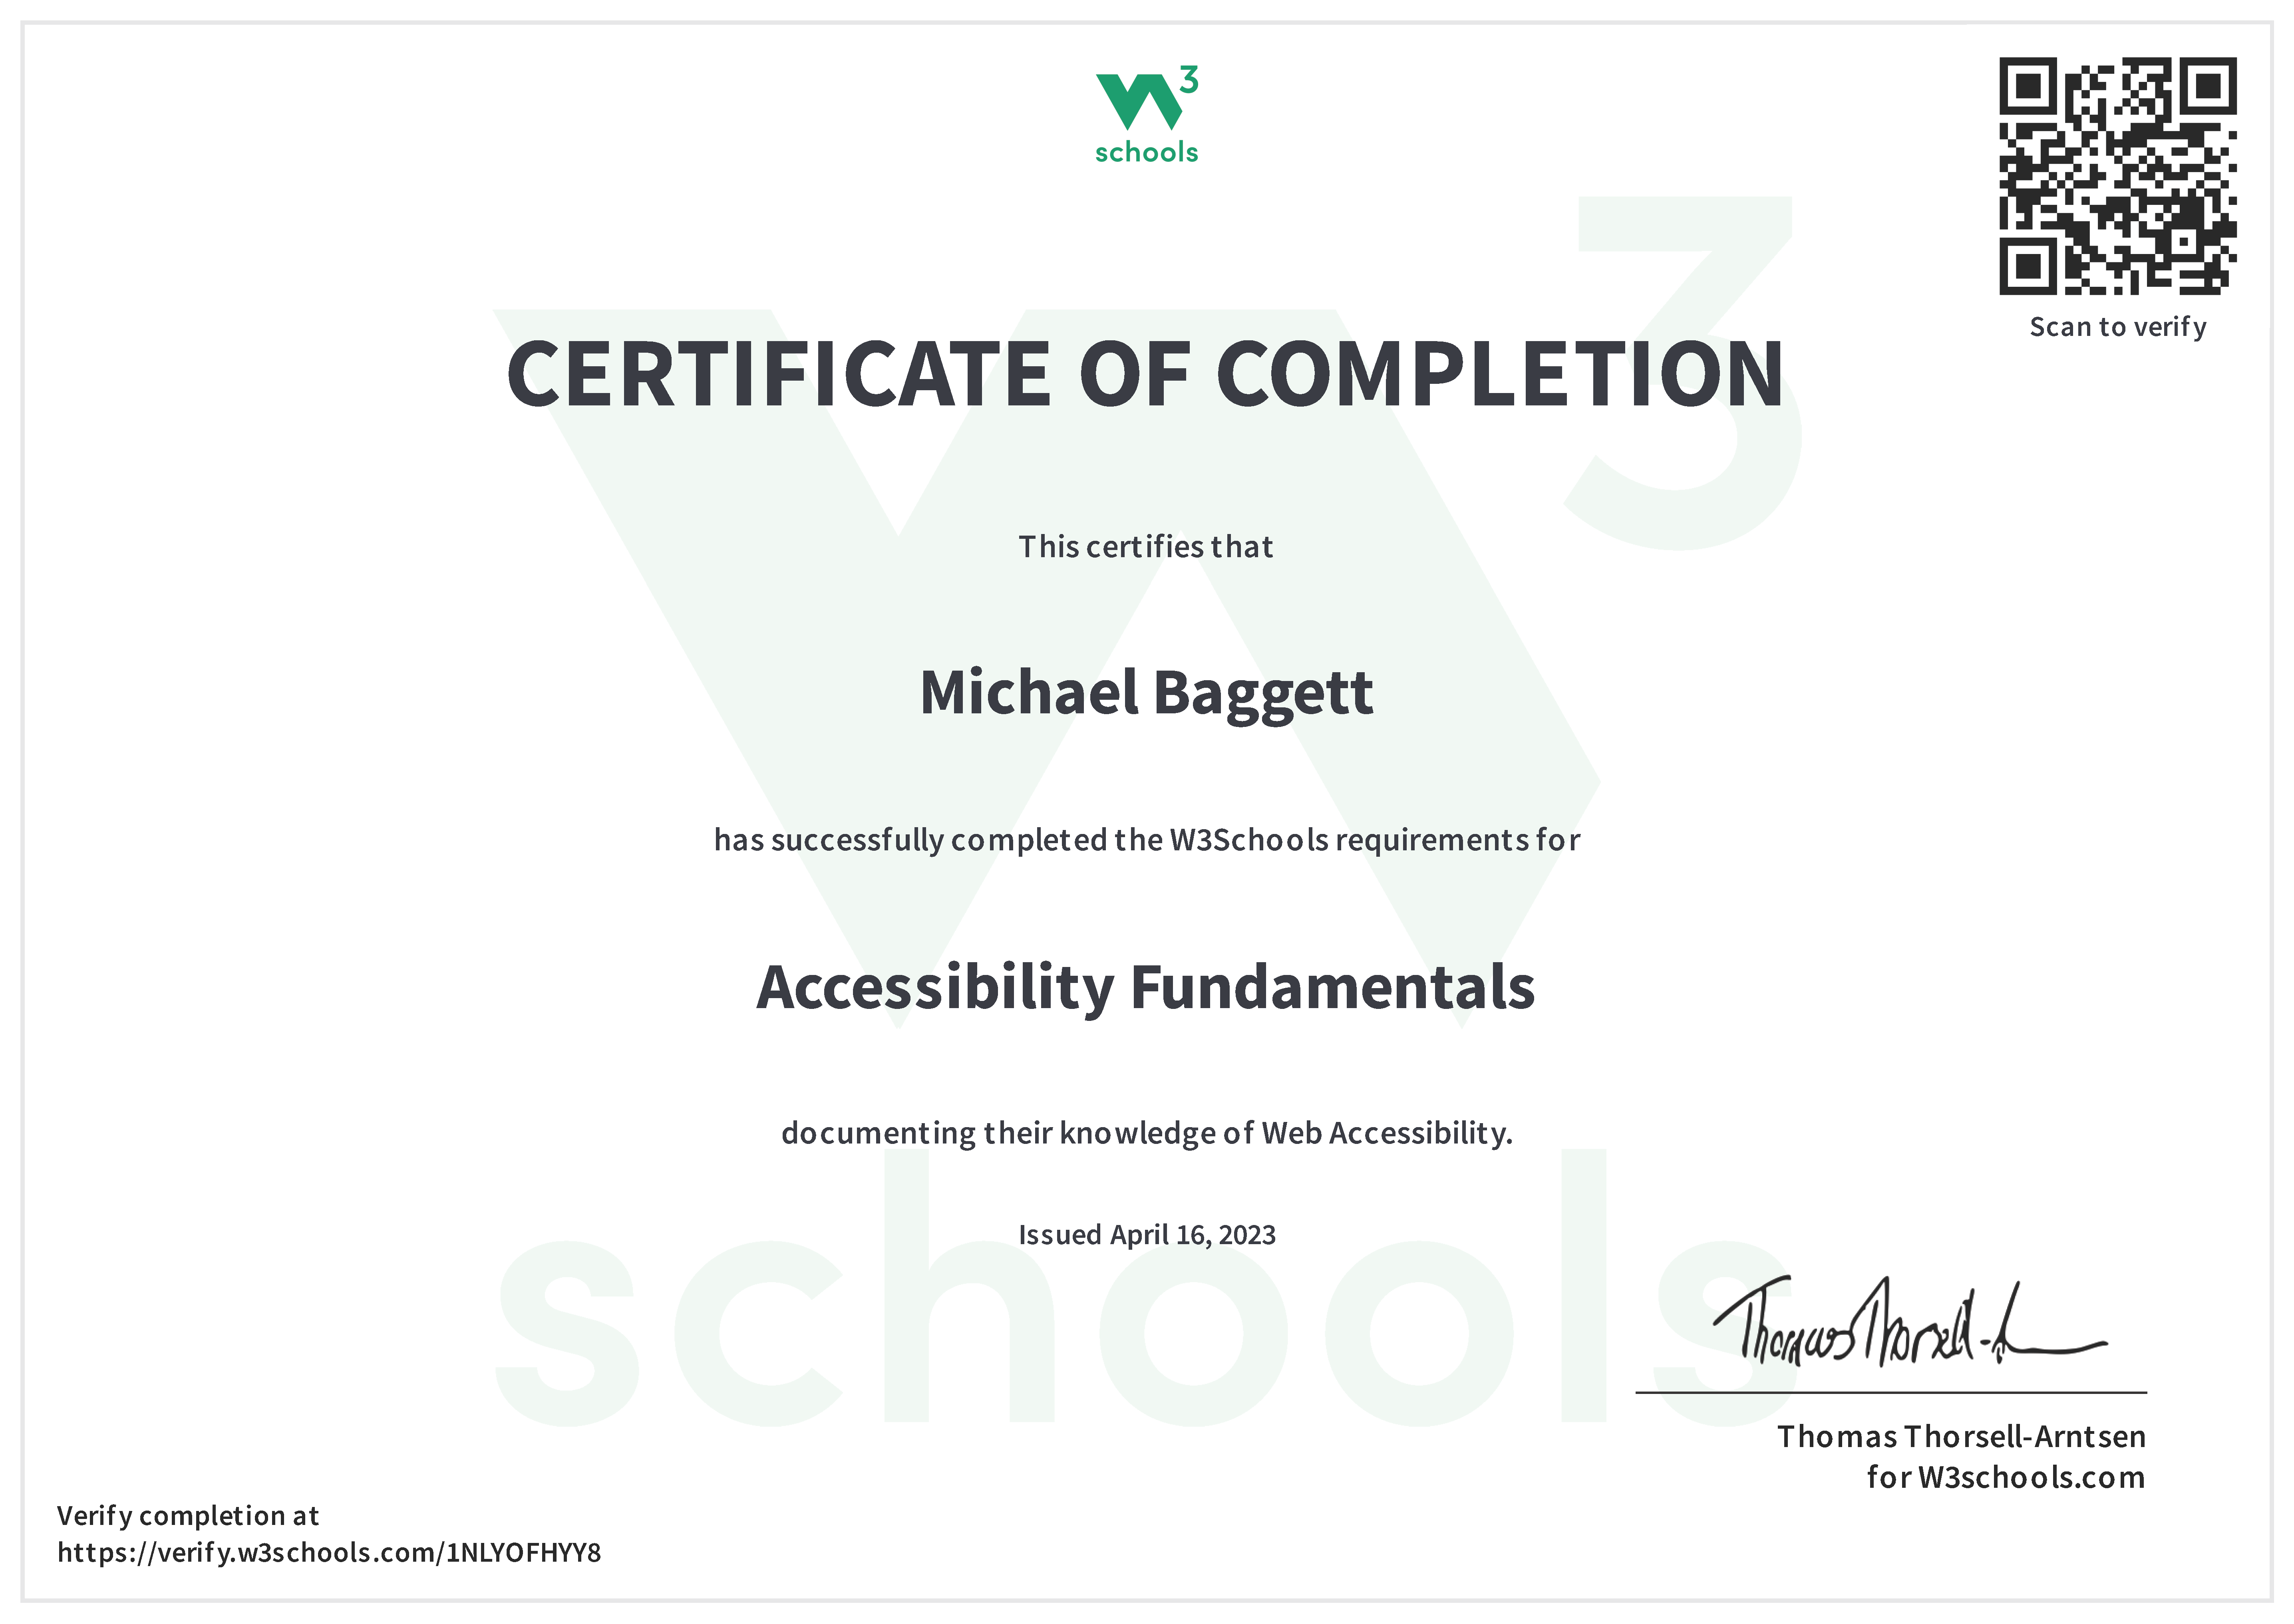 W3
schools
Scan to verify
CERTIFICATE OF COMPLETION
This certifies that
Michael Baggett
has successfully completed the W3Schools requirements for
Accessibility Fundamentals
documenting their knowledge of Web Accessibility.
Issued April 16, 2023
Thomas Thorsell-A
Thomas Thorsell-Arntsen
for W3schools.com
Verify completion at
https://verify.w3schools.com/1NLYOFHYY8
W3
schools